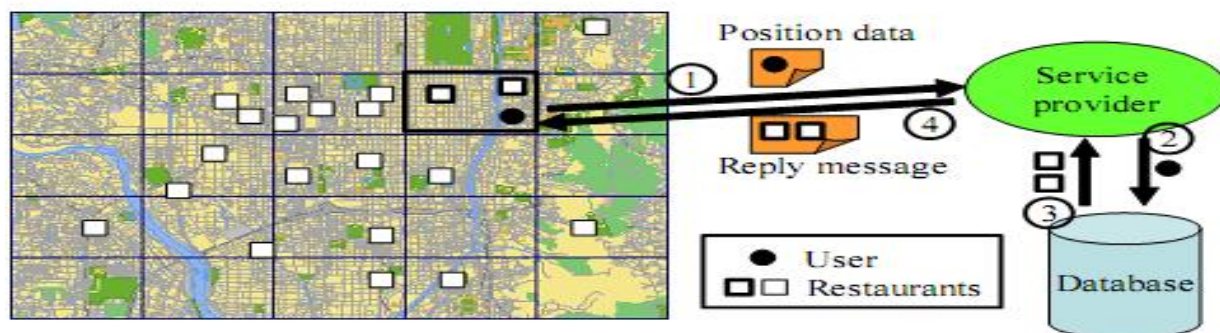 Position data
1
Service
provider
4
2
Reply message
3
User
Restaurants
Database